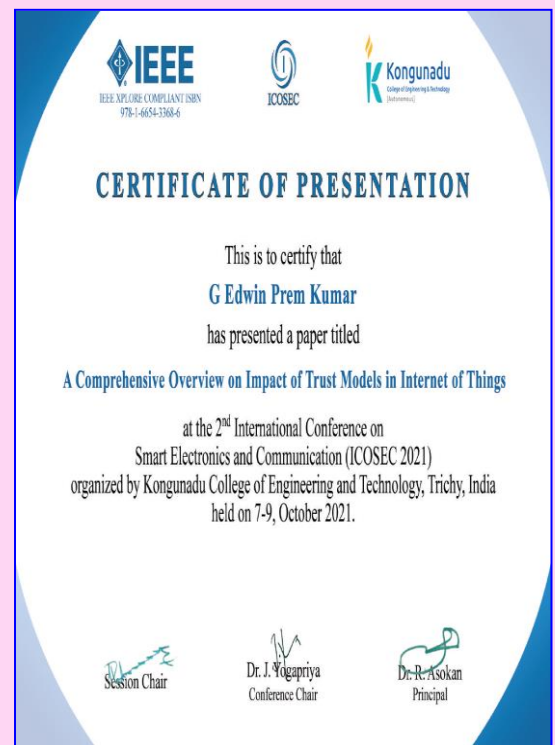 IEEE
IEEE XPLORE COMPLIANT ISBN
978-1-6654-3368-6
ICOSEC
Kongunadu
College of Engineering & Technology
(Autonomous)
CERTIFICATE OF PRESENTATION
This is to certify that
G Edwin Prem Kumar
has presented a paper titled
A Comprehensive Overview on Impact of Trust Models in Internet of Things
at the 2nd International Conference on
Smart Electronics and Communication (ICOSEC 2021)
organized by Kongunadu College of Engineering and Technology, Trichy, India
held on 7-9, October 2021.
Session Chair
Dr. J. Yogapriya
Conference Chair
Dr. R. Asokan
Principal